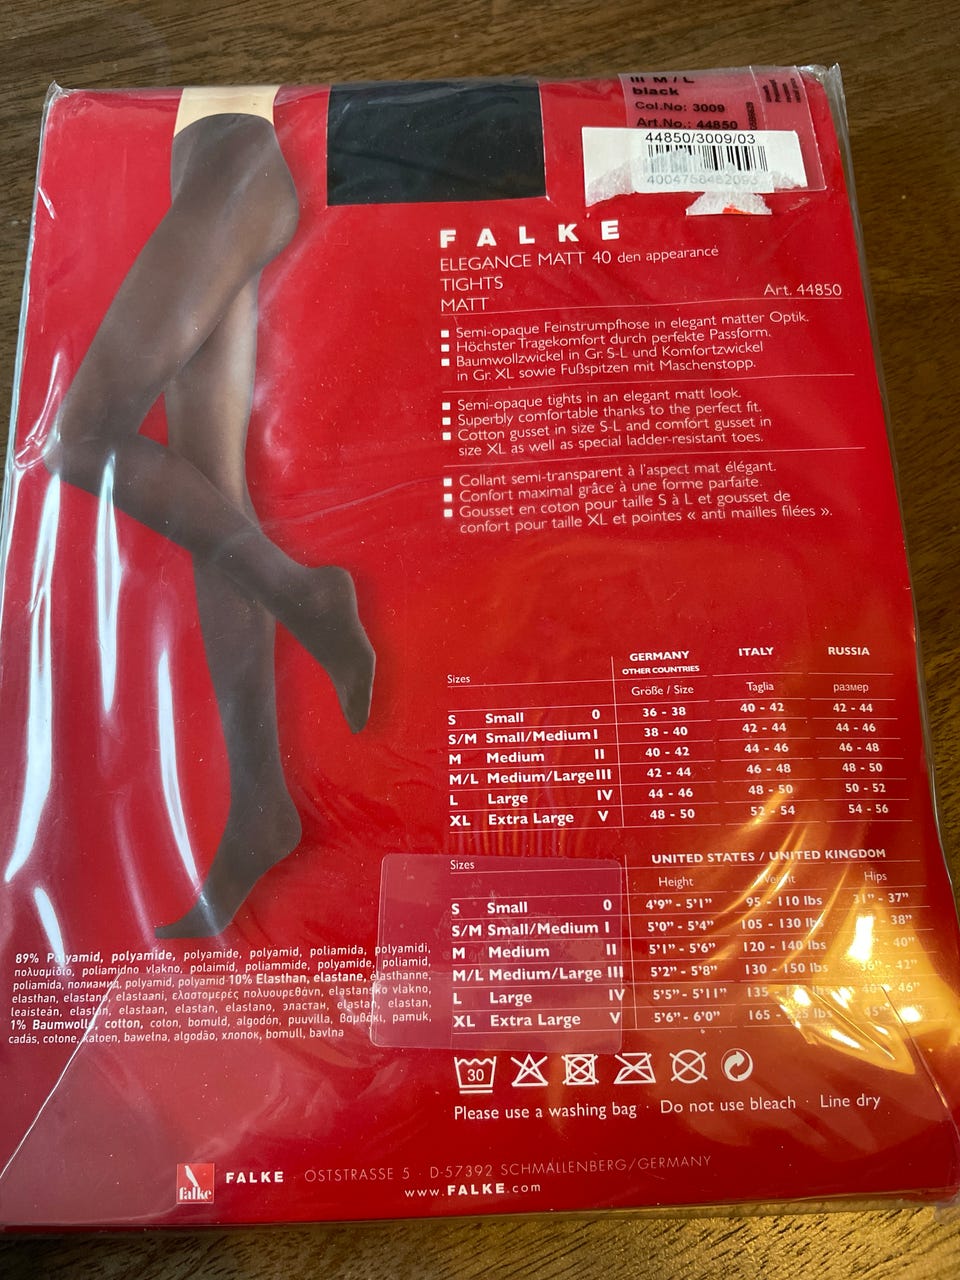 III M / L
black
Col.No: 3009
Art.No.: 44850
44850/3009/03
FALKE
ELEGANCE MATT 40 den appearance
TIGHTS
MATT
Art. 44850
Semi-opaque Feinstrumpfhose in elegant matter Optik.
Höchster Tragekomfort durch perfekte Passform.
Baumwollzwickel in Gr. S-L und Komfortzwickel
in Gr. XL sowie Fußspitzen mit Maschenstopp.
Semi-opaque tights in an elegant matt look.
Superbly comfortable thanks to the perfect fit.
Cotton gusset in size S-L and comfort gusset in
size XL as well as special ladder-resistant toes.
Collant semi-transparent à l'aspect mat élégant.
Confort maximal grâce à une forme parfaite.
Gousset en coton pour taille S à L et gousset de
confort pour taille XL et pointes « anti mailles filées ».
Sizes GERMANY ITALY RUSSIA
OTHER COUNTRIES
Größe / Size Taglia размер
S Small 0 36 - 38 40 - 42 42 - 44
S/M Small/Medium I 38 - 40 42 - 44 44 - 46
M Medium II 40 - 42 44 - 46 46 - 48
M/L Medium/Large III 42 - 44 46 - 48 48 - 50
L Large IV 44 - 46 48 - 50 50 - 52
XL Extra Large V 48 - 50 52 - 54 54 - 56
Sizes UNITED STATES / UNITED KINGDOM
Height Weight Hips
S Small 0 4'9" - 5'1" 95 - 110 lbs 31" - 37"
S/M Small/Medium I 5'0" - 5'4" 105 - 130 lbs - 38"
M Medium II 5'1" - 5'6" 120 - 140 lbs - 40"
M/L Medium/Large III 5'2" - 5'8" 130 - 150 lbs 36" - 42"
L Large IV 5'5" - 5'11" 135 - lbs 40" - 46"
XL Extra Large V 5'6" - 6'0" 165 - lbs 45"
89% Polyamid, polyamide, polyamide, polyamid, poliamida, polyamidi,
πολυαμίδιο, poliamidno vlakno, polaimíd, poliammide, polyamide, poliamid,
poliamida, полиамид, polyamid, polyamid 10% Elasthan, elastane, élasthanne,
elasthan, elastano, elastaani, ελαστομερές πολυουρεθάνη, elastansko vlakno,
leaisteán, elastan, elastaan, elastan, elastano, эластан, elastan, elastan,
1% Baumwolle, cotton, coton, bomuld, algodón, puuvilla, βαμβάκι, pamuk,
cadás, cotone, katoen, bawełna, algodão, хлопок, bomull, bavlna
30
Please use a washing bag · Do not use bleach · Line dry
falke FALKE · OSTSTRASSE 5 · D-57392 SCHMALLENBERG/GERMANY
www.FALKE.com